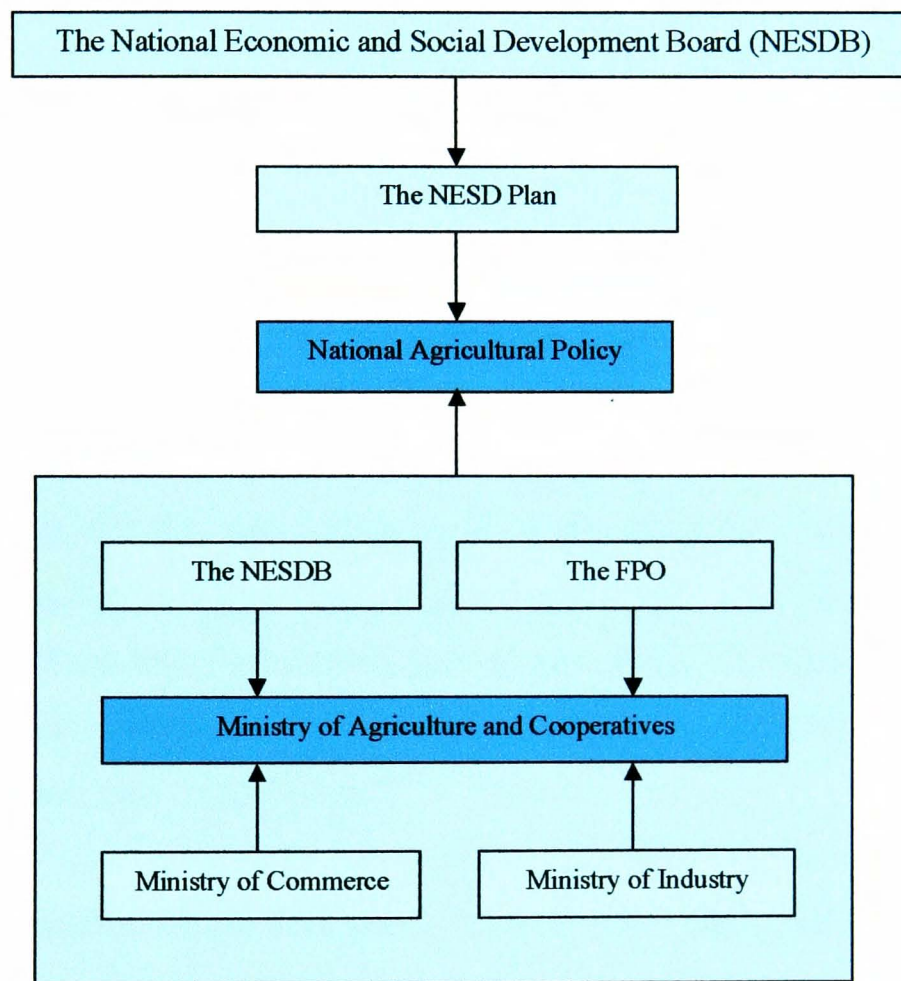 The National Economic and Social Development Board (NESDB)
The NESD Plan
National Agricultural Policy
The NESDB
The FPO
Ministry of Agriculture and Cooperatives
Ministry of Commerce
Ministry of Industry